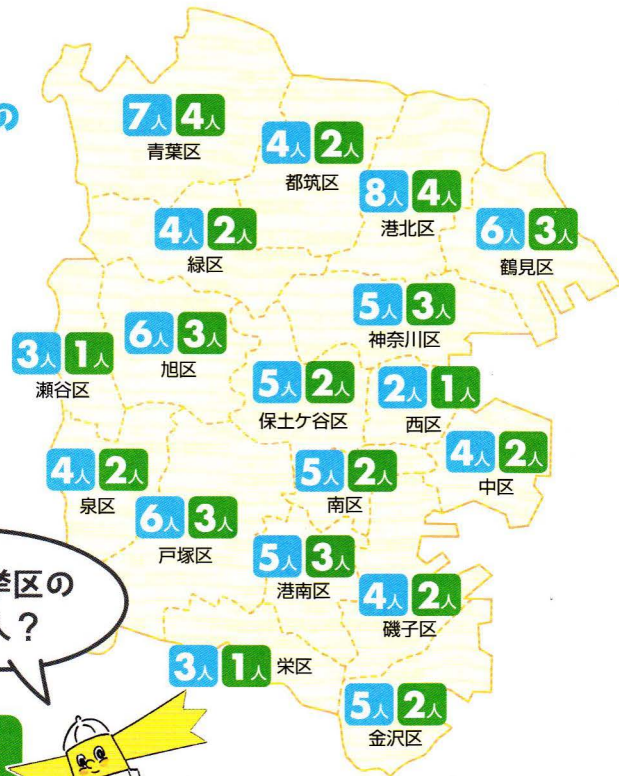 の
7人 4人
青葉区
4人 2人
都筑区
8人 4人
港北区
6人 3人
鶴見区
4人 2人
緑区
5人 3人
神奈川区
6人 3人
旭区
3人 1人
瀬谷区
5人 2人
保土ケ谷区
2人 1人
西区
4人 2人
中区
4人 2人
泉区
5人 2人
南区
6人 3人
戸塚区
5人 3人
港南区
4人 2人
磯子区
挙区の
人？
3人 1人 栄区
5人 2人
金沢区